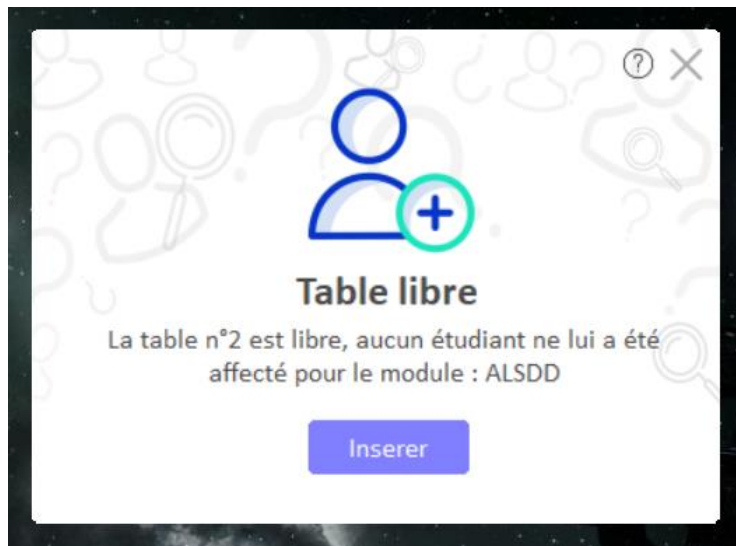 Table libre
La table n°2 est libre, aucun étudiant ne lui a été
affecté pour le module : ALSDD
Inserer